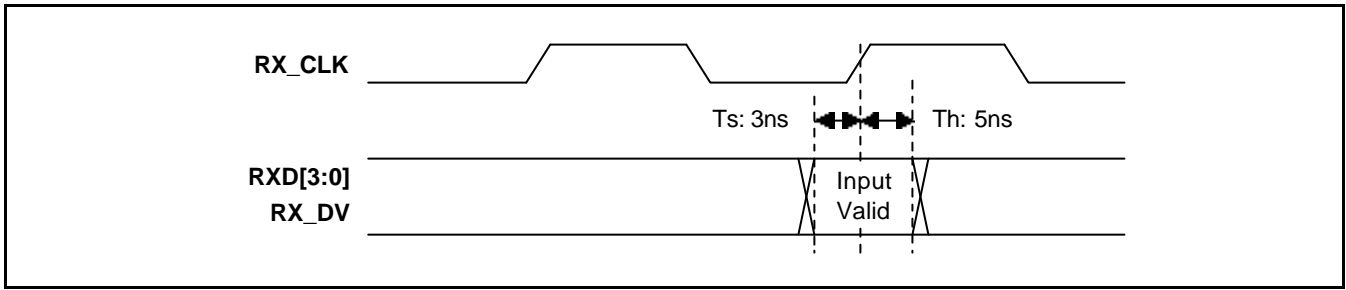 RX_CLK
Ts: 3ns
Th: 5ns
RXD[3:0]
RX_DV
Input
Valid